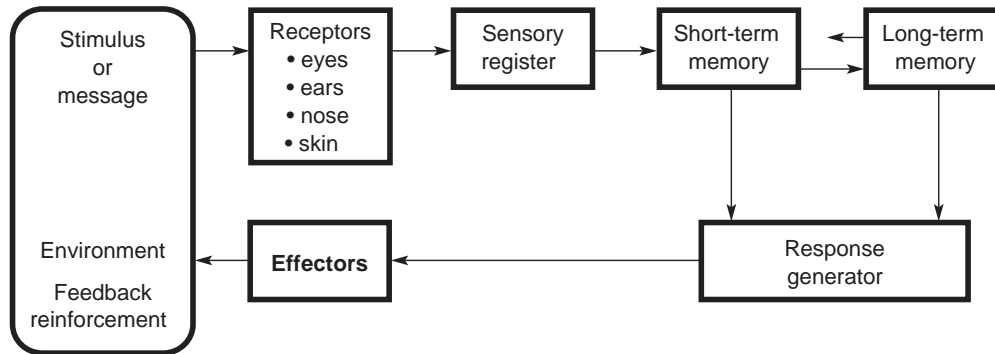 Stimulus
or
message
Receptors
• eyes
• ears
• nose
• skin
Sensory
register
Short-term
memory
Long-term
memory
Environment
Feedback
reinforcement
Effectors
Response
generator